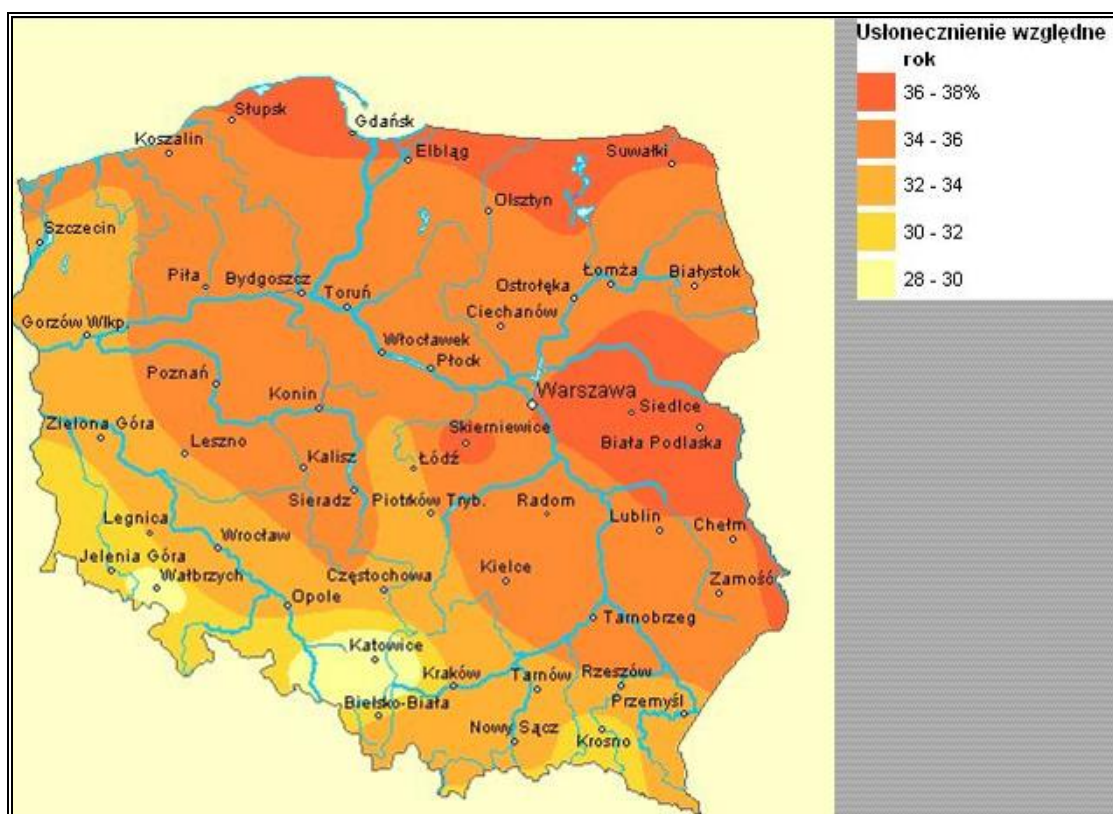 Usłonecznienie względne
rok
36 - 38%
34 - 36
32 - 34
30 - 32
28 - 30
Słupsk
Gdańsk
Koszalin
Elbląg
Suwałki
Olsztyn
Szczecin
Piła
Bydgoszcz
Toruń
Łomża
Białystok
Ostrołęka
Ciechanów
Gorzów Wlkp.
Włocławek
Płock
Poznań
Konin
Warszawa
Siedlce
Skierniewice
Biała Podlaska
Zielona Góra
Leszno
Kalisz
Łódź
Sieradz
Piotrków Tryb.
Radom
Lublin
Chełm
Legnica
Wrocław
Jelenia Góra
Wałbrzych
Częstochowa
Kielce
Zamość
Opole
Tarnobrzeg
Katowice
Kraków
Tarnów
Rzeszów
Bielsko-Biała
Przemyśl
Nowy Sącz
Krosno